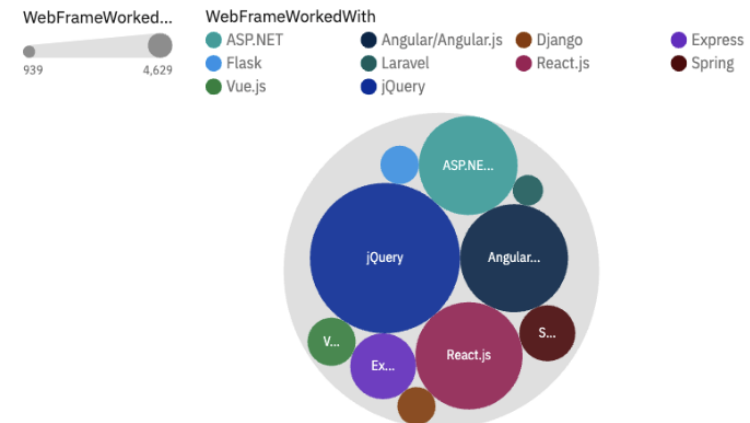 WebFrameWorked...
939 4,629
WebFrameWorkedWith
ASP.NET Angular/Angular.js Django Express
Flask Laravel React.js Spring
Vue.js jQuery
ASP.NE...
jQuery
Angular...
V...
Ex...
React.js
S...